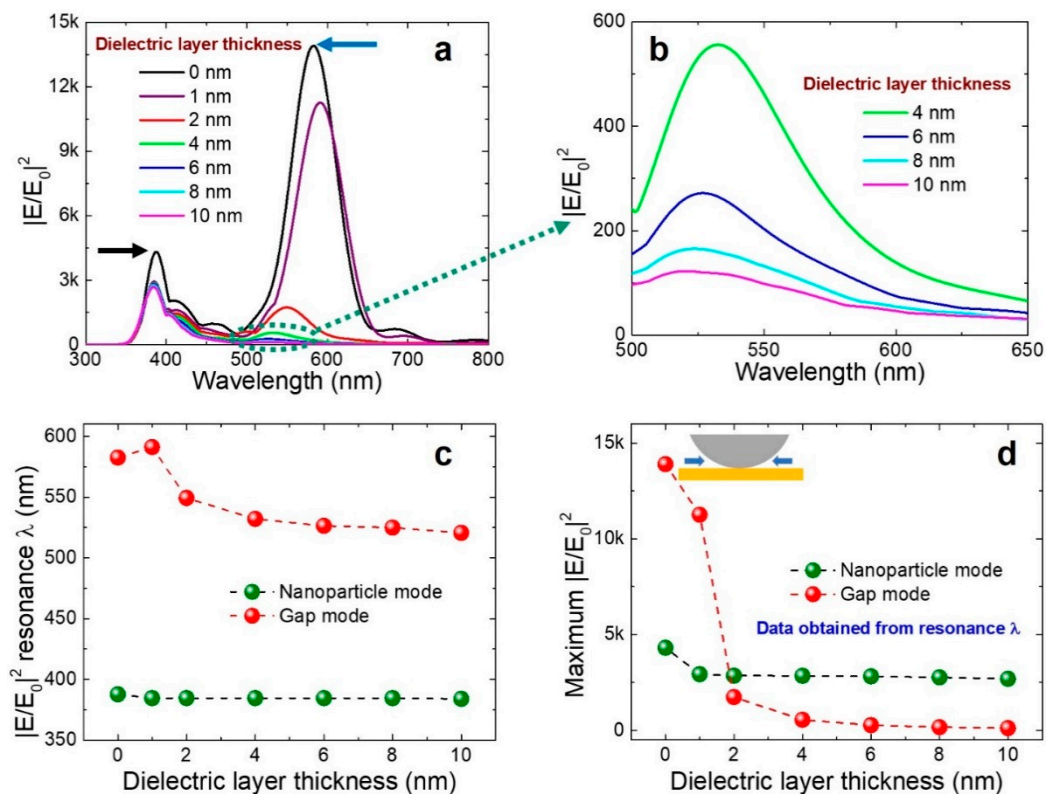 a
Dielectric layer thickness
0 nm
1 nm
2 nm
4 nm
6 nm
8 nm
10 nm
|E/E₀|²
15k
12k
9k
6k
3k
0
300 400 500 600 700 800
Wavelength (nm)
b
Dielectric layer thickness
4 nm
6 nm
8 nm
10 nm
|E/E₀|²
600
400
200
0
500 550 600 650
Wavelength (nm)
c
|E/E₀|² resonance λ (nm)
600
550
500
450
425
375
350
Nanoparticle mode
Gap mode
0 2 4 6 8 10
Dielectric layer thickness (nm)
d
Maximum |E/E₀|²
15k
10k
5k
0
Nanoparticle mode
Gap mode
Data obtained from resonance λ
0 2 4 6 8 10
Dielectric layer thickness (nm)